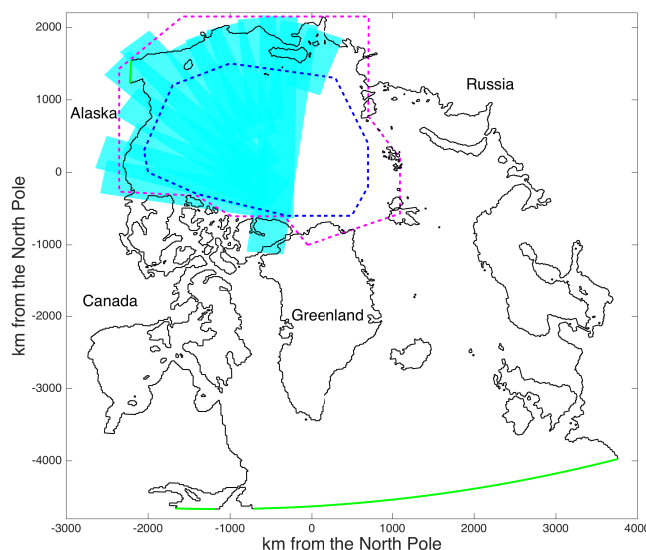 2000
Russia
1000
Alaska
0
-1000
Canada
Greenland
-2000
-3000
-4000
km from the North Pole
-3000 -2000 -1000 0 1000 2000 3000 4000
km from the North Pole